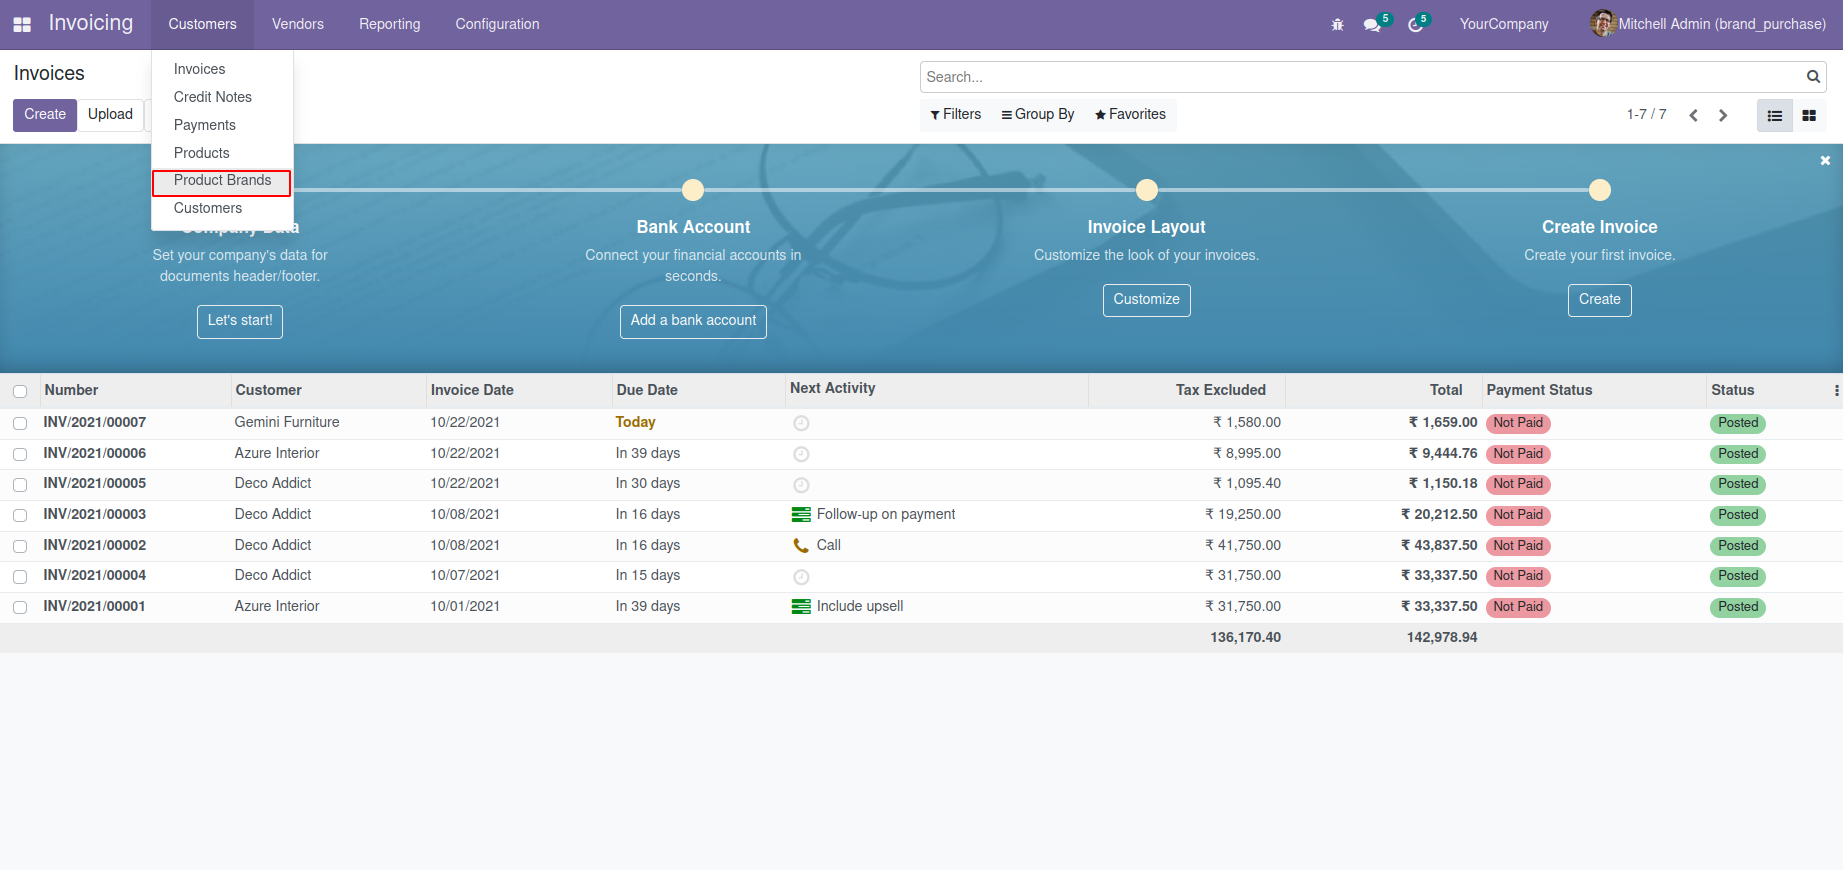 Invoicing Customers Vendors Reporting Configuration 5 5 YourCompany Mitchell Admin (brand_purchase)
Invoices
Search...
Create Upload
Filters Group By Favorites 1-7 / 7
Invoices
Credit Notes
Payments
Products
Product Brands
Customers
Company Data
Set your company's data for
documents header/footer.
Let's start!
Bank Account
Connect your financial accounts in
seconds.
Add a bank account
Invoice Layout
Customize the look of your invoices.
Customize
Create Invoice
Create your first invoice.
Create
Number Customer Invoice Date Due Date Next Activity Tax Excluded Total Payment Status Status
INV/2021/00007 Gemini Furniture 10/22/2021 Today ₹ 1,580.00 ₹ 1,659.00 Not Paid Posted
INV/2021/00006 Azure Interior 10/22/2021 In 39 days ₹ 8,995.00 ₹ 9,444.76 Not Paid Posted
INV/2021/00005 Deco Addict 10/22/2021 In 30 days ₹ 1,095.40 ₹ 1,150.18 Not Paid Posted
INV/2021/00003 Deco Addict 10/08/2021 In 16 days Follow-up on payment ₹ 19,250.00 ₹ 20,212.50 Not Paid Posted
INV/2021/00002 Deco Addict 10/08/2021 In 16 days Call ₹ 41,750.00 ₹ 43,837.50 Not Paid Posted
INV/2021/00004 Deco Addict 10/07/2021 In 15 days ₹ 31,750.00 ₹ 33,337.50 Not Paid Posted
INV/2021/00001 Azure Interior 10/01/2021 In 39 days Include upsell ₹ 31,750.00 ₹ 33,337.50 Not Paid Posted
136,170.40 142,978.94